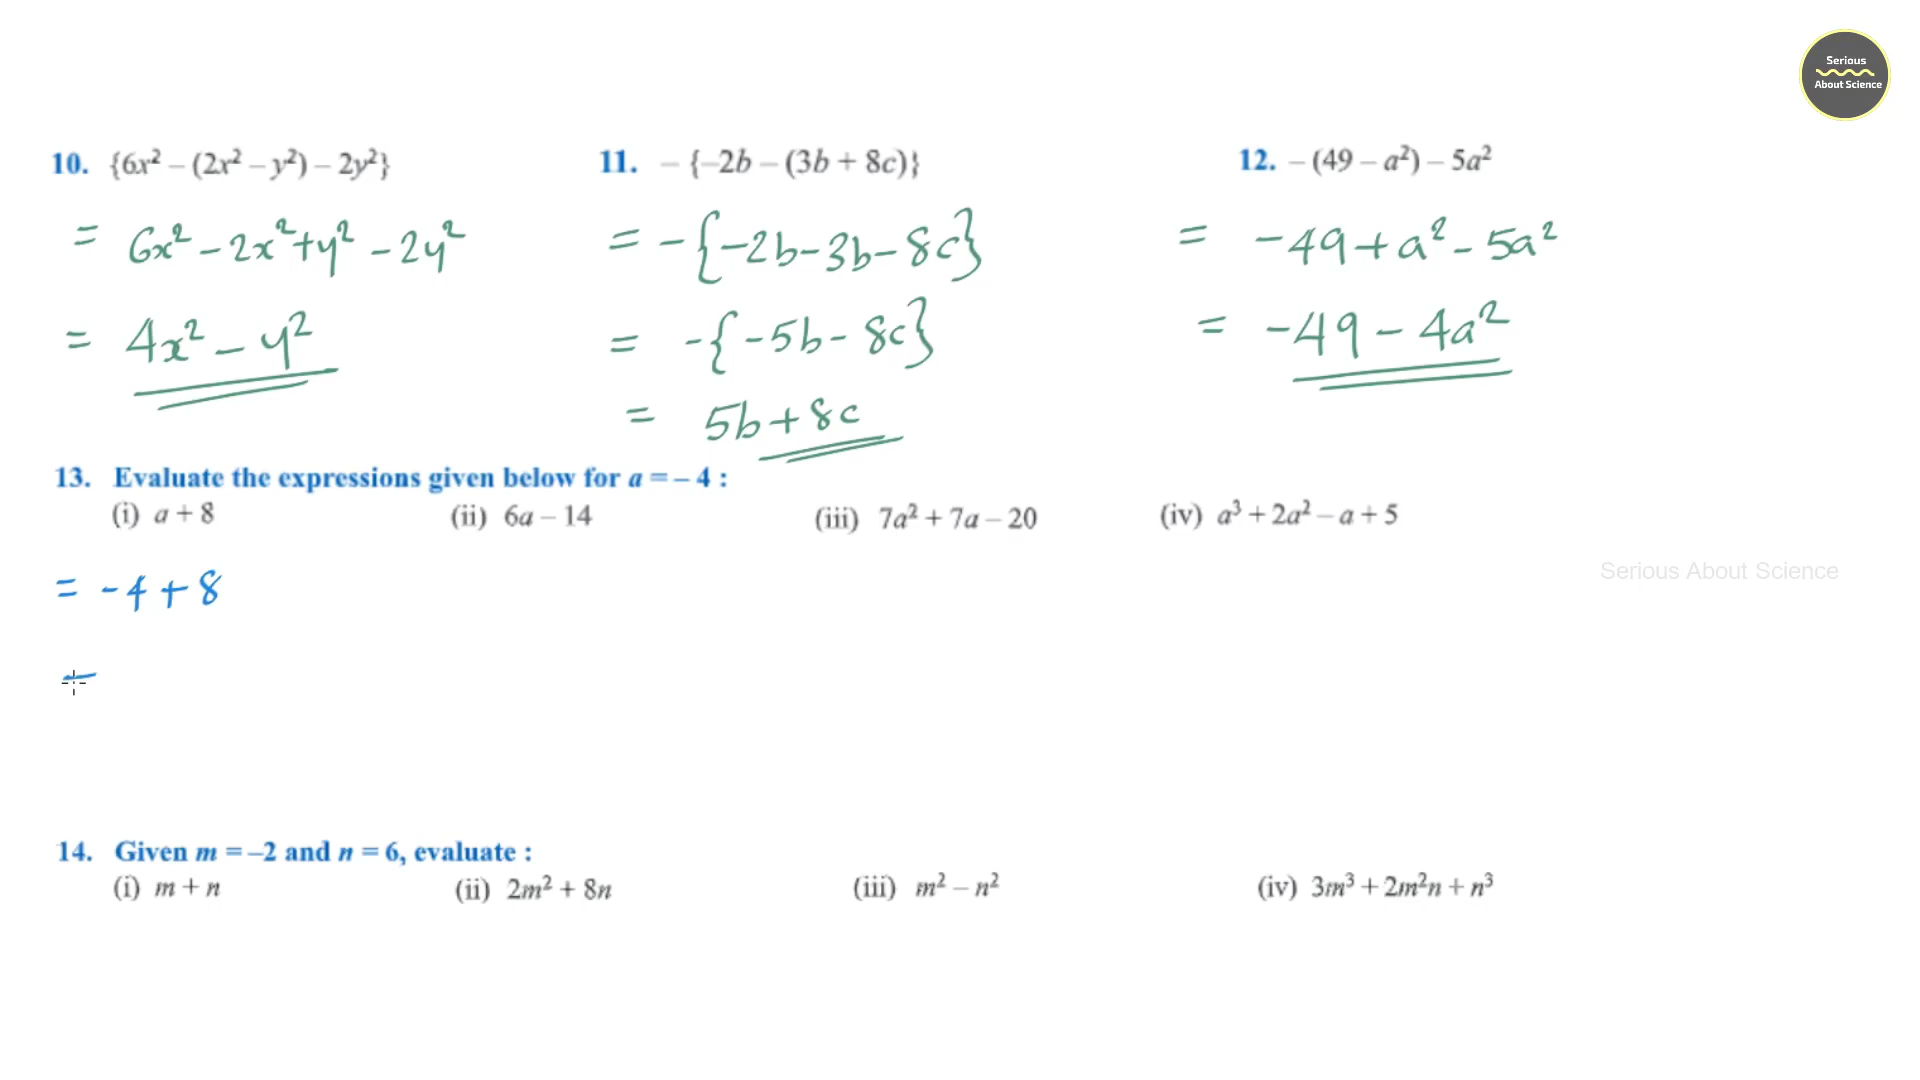 Serious
About Science
10. {6x² – (2x² – y²) – 2y²}
11. – {–2b – (3b + 8c)}
12. – (49 – a²) – 5a²
= 6x² - 2x² + y² - 2y²
= -{-2b-3b-8c}
= -49 + a² - 5a²
= 4x² - y²
= -{-5b-8c}
= -49 - 4a²
= 5b+8c
13. Evaluate the expressions given below for a = – 4 :
(i) a + 8
(ii) 6a – 14
(iii) 7a² + 7a – 20
(iv) a³ + 2a² – a + 5
Serious About Science
= -4 + 8
14. Given m = –2 and n = 6, evaluate :
(i) m + n
(ii) 2m² + 8n
(iii) m² – n²
(iv) 3m³ + 2m²n + n³